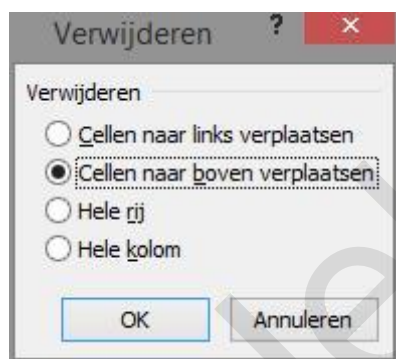 Verwijderen ? ×
Verwijderen
Cellen naar links verplaatsen
Cellen naar boven verplaatsen
Hele rij
Hele kolom
OK Annuleren